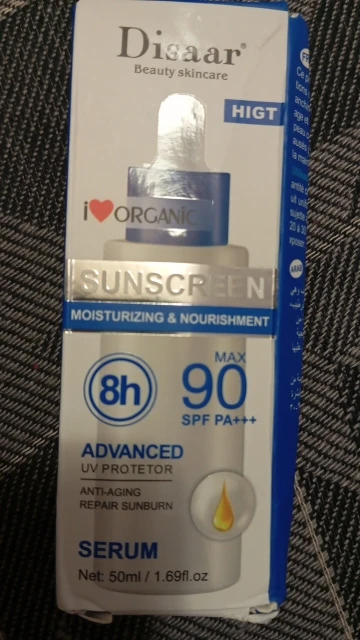 Disaar®
Beauty skincare
HIGT
i❤ORGANIC
SUNSCREEN
MOISTURIZING & NOURISHMENT
8h
MAX
90
SPF PA+++
ADVANCED
UV PROTETOR
ANTI-AGING
REPAIR SUNBURN
SERUM
Net: 50ml / 1.69fl.oz